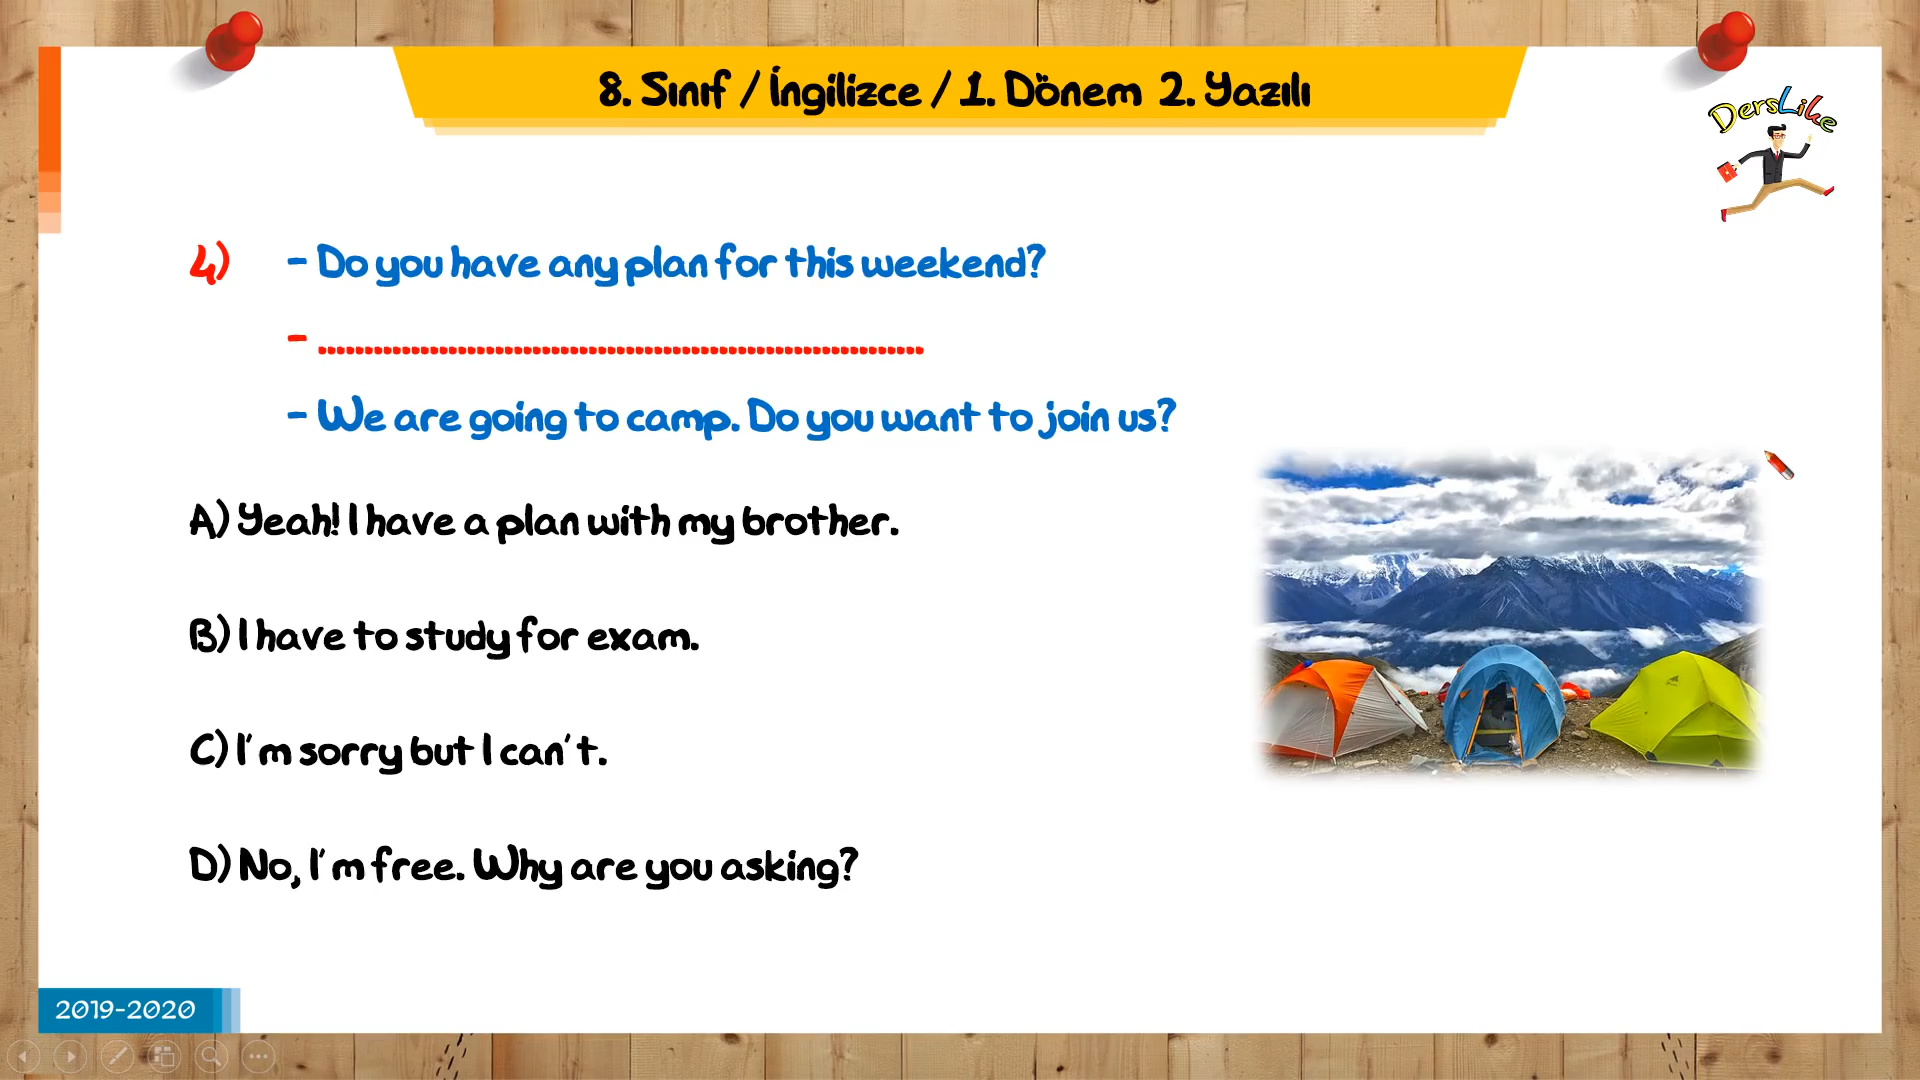 8. Sınıf / İngilizce / 1. Dönem 2. Yazılı
DersLike
4) - Do you have any plan for this weekend?
- ..........................................................
- We are going to camp. Do you want to join us?
A) Yeah! I have a plan with my brother.
B) I have to study for exam.
C) I'm sorry but I can't.
D) No, I'm free. Why are you asking?
2019-2020